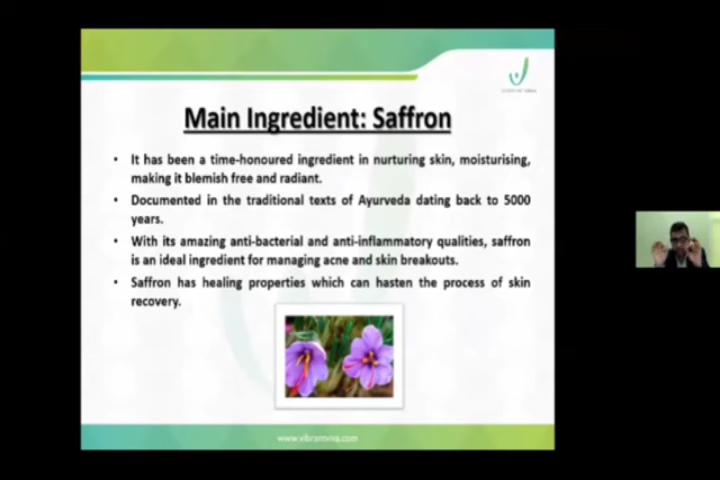 Main Ingredient: Saffron
• It has been a time-honoured ingredient in nurturing skin, moisturising,
making it blemish free and radiant.
• Documented in the traditional texts of Ayurveda dating back to 5000
years.
• With its amazing anti-bacterial and anti-inflammatory qualities, saffron
is an ideal ingredient for managing acne and skin breakouts.
• Saffron has healing properties which can hasten the process of skin
recovery.